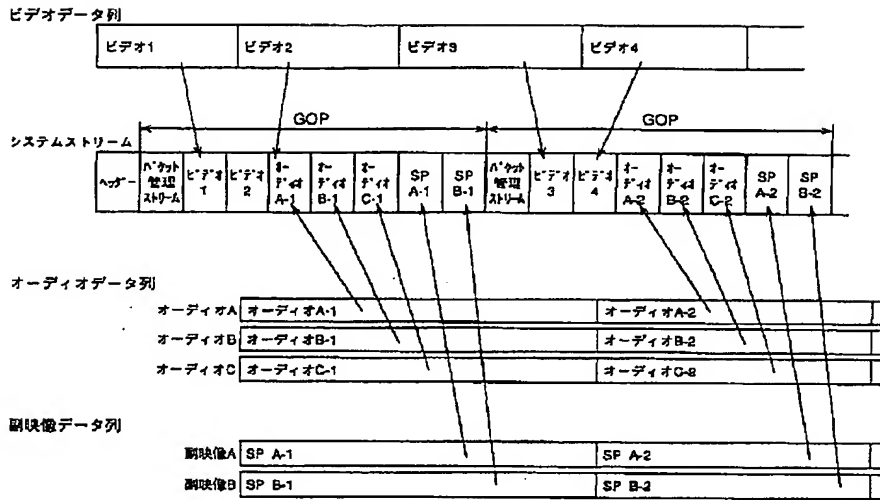 ビデオデータ列
ビデオ1 ビデオ2 ビデオ3 ビデオ4
GOP GOP
システムストリーム
ヘッダー パケット管理ストリーム ビデオ1 ビデオ2 オーディオA-1 オーディオB-1 オーディオC-1 SP A-1 SP B-1 パケット管理ストリーム ビデオ3 ビデオ4 オーディオA-2 オーディオB-2 オーディオC-2 SP A-2 SP B-2
オーディオデータ列
オーディオA オーディオA-1 オーディオA-2
オーディオB オーディオB-1 オーディオB-2
オーディオC オーディオC-1 オーディオC-2
副映像データ列
副映像A SP A-1 SP A-2
副映像B SP B-1 SP B-2